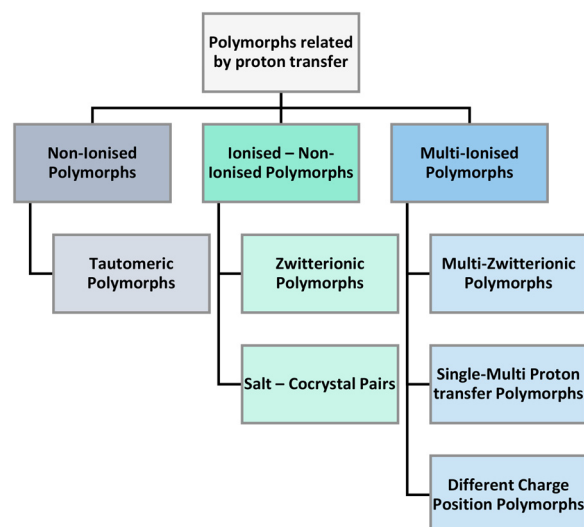 Polymorphs related
by proton transfer
Non-Ionised
Polymorphs
Ionised – Non-
Ionised Polymorphs
Multi-Ionised
Polymorphs
Tautomeric
Polymorphs
Zwitterionic
Polymorphs
Multi-Zwitterionic
Polymorphs
Salt – Cocrystal Pairs
Single-Multi Proton
transfer Polymorphs
Different Charge
Position Polymorphs